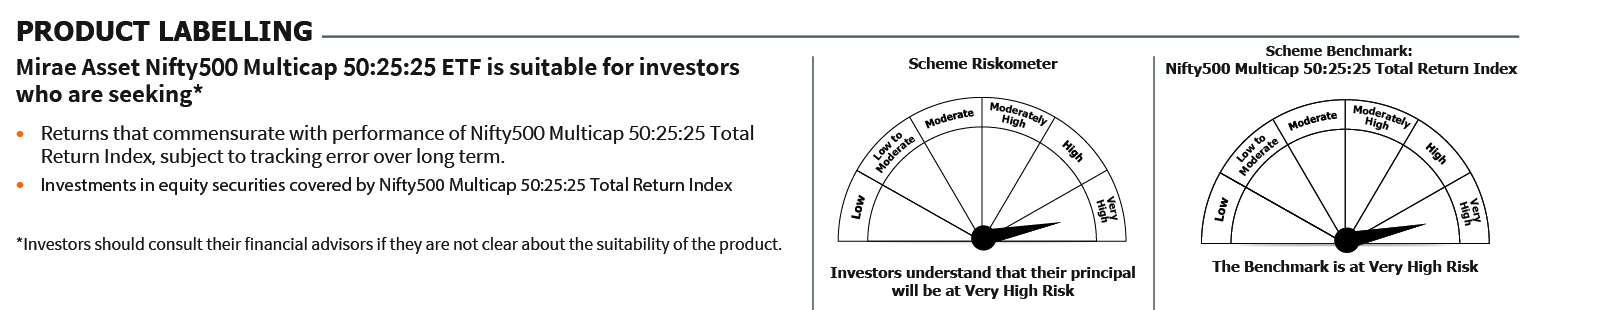 PRODUCT LABELLING
Mirae Asset Nifty500 Multicap 50:25:25 ETF is suitable for investors
who are seeking*
• Returns that commensurate with performance of Nifty500 Multicap 50:25:25 Total
Return Index, subject to tracking error over long term.
• Investments in equity securities covered by Nifty500 Multicap 50:25:25 Total Return Index
*Investors should consult their financial advisors if they are not clear about the suitability of the product.
Scheme Riskometer
Low
Low to
Moderate
Moderate
Moderately
High
High
Very
High
Investors understand that their principal
will be at Very High Risk
Scheme Benchmark:
Nifty500 Multicap 50:25:25 Total Return Index
Low
Low to
Moderate
Moderate
Moderately
High
High
Very
High
The Benchmark is at Very High Risk